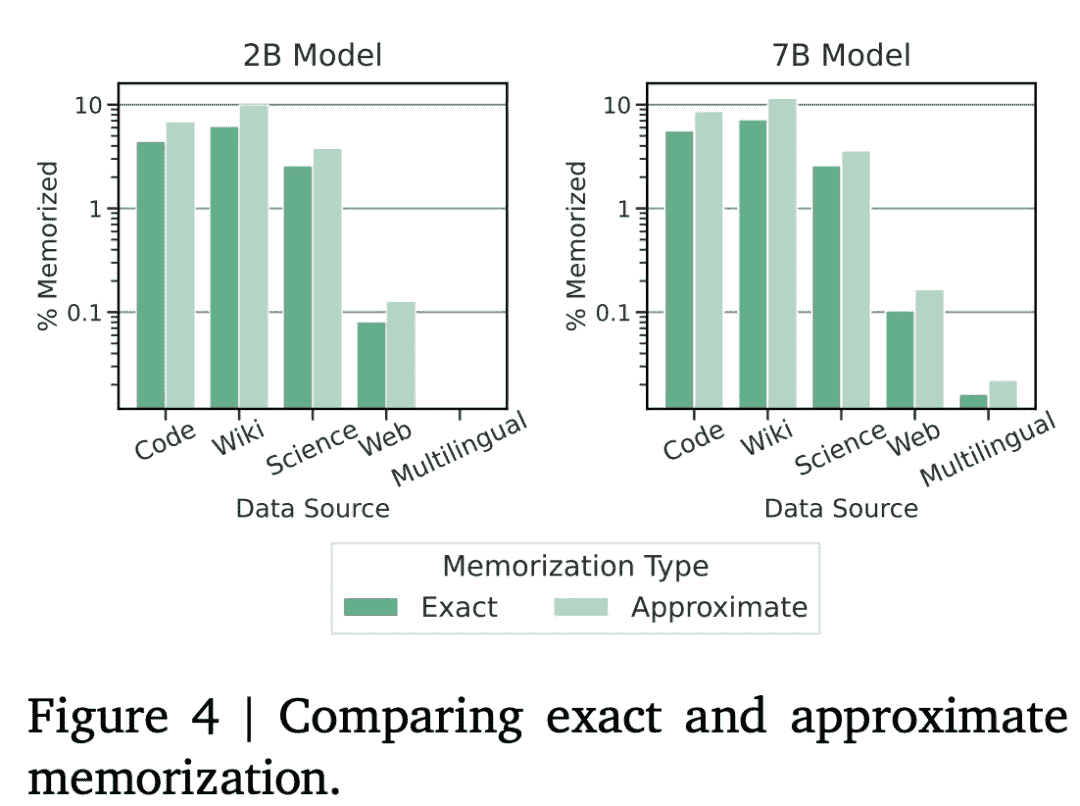 2B Model
10
1
0.1
% Memorized
Code
Wiki
Science
Web
Multilingual
Data Source
7B Model
10
1
0.1
% Memorized
Code
Wiki
Science
Web
Multilingual
Data Source
Memorization Type
Exact
Approximate
Figure 4 | Comparing exact and approximate
memorization.